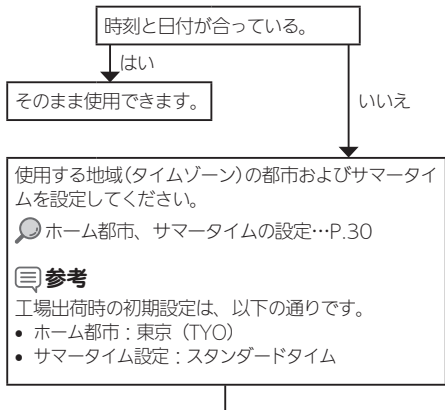 時刻と日付が合っている。
はい
そのまま使用できます。
いいえ
使用する地域(タイムゾーン)の都市およびサマータイ
ムを設定してください。
ホーム都市、サマータイムの設定…P.30
参考
工場出荷時の初期設定は、以下の通りです。
• ホーム都市：東京（TYO）
• サマータイム設定：スタンダードタイム